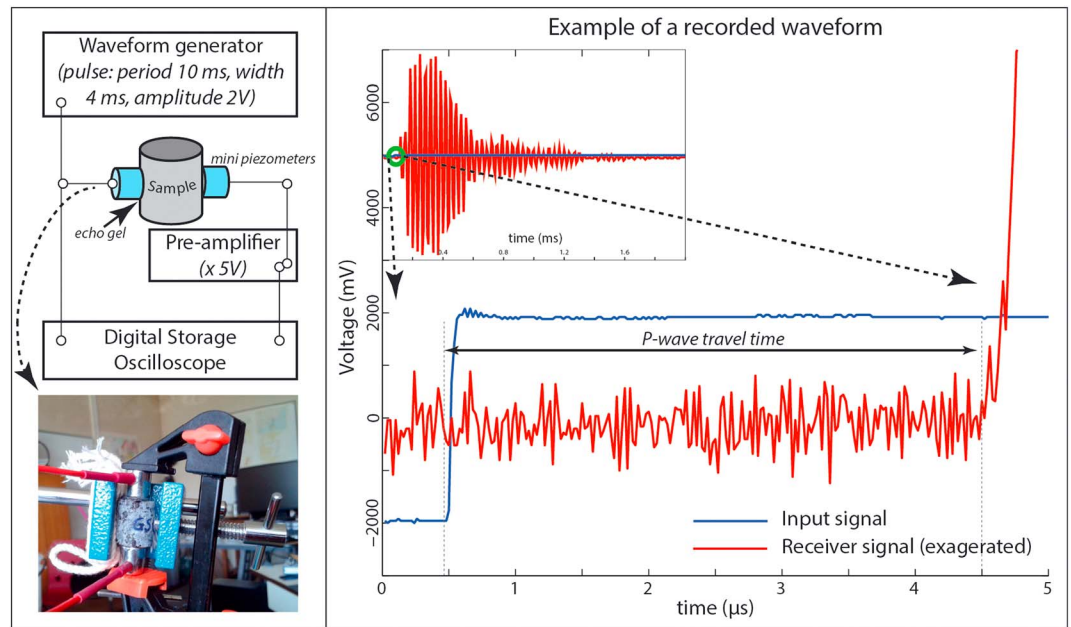 Waveform generator
(pulse: period 10 ms, width
4 ms, amplitude 2V)
mini piezometers
Sample
echo gel
Pre-amplifier
(x 5V)
Digital Storage
Oscilloscope
GS
Example of a recorded waveform
6000
4000
2000
0
−2000
Voltage (mV)
time (ms)
0.4 0.8 1.2 1.6
P-wave travel time
Input signal
Receiver signal (exagerated)
0 1 2 3 4 5
time (μs)